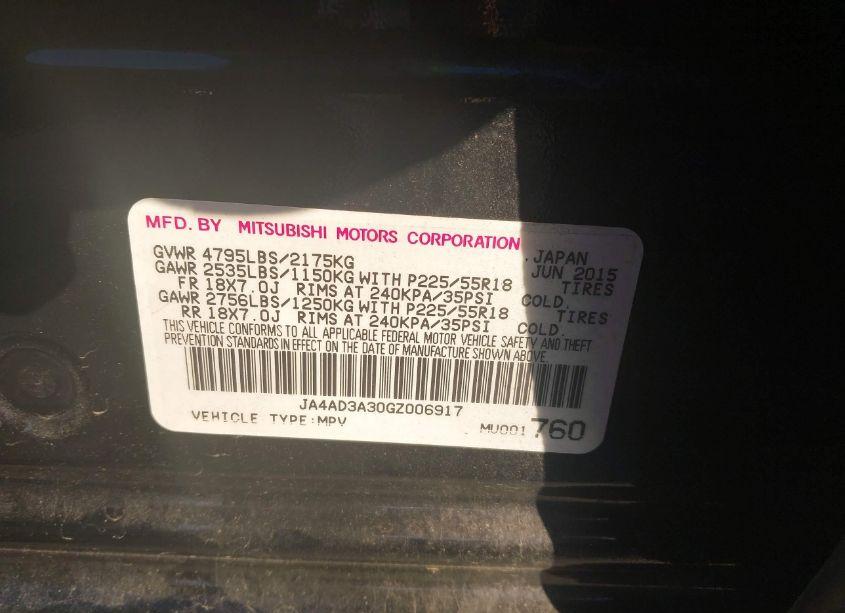 MFD. BY MITSUBISHI MOTORS CORPORATION, JAPAN
GVWR 4795LBS/2175KG JUN 2015
GAWR 2535LBS/1150KG WITH P225/55R18 TIRES
FR 18X7.0J RIMS AT 240KPA/35PSI COLD.
GAWR 2756LBS/1250KG WITH P225/55R18 TIRES
RR 18X7.0J RIMS AT 240KPA/35PSI COLD.
THIS VEHICLE CONFORMS TO ALL APPLICABLE FEDERAL MOTOR VEHICLE SAFETY AND THEFT
PREVENTION STANDARDS IN EFFECT ON THE DATE OF MANUFACTURE SHOWN ABOVE.
JA4AD3A30GZ006917
VEHICLE TYPE:MPV MU001760